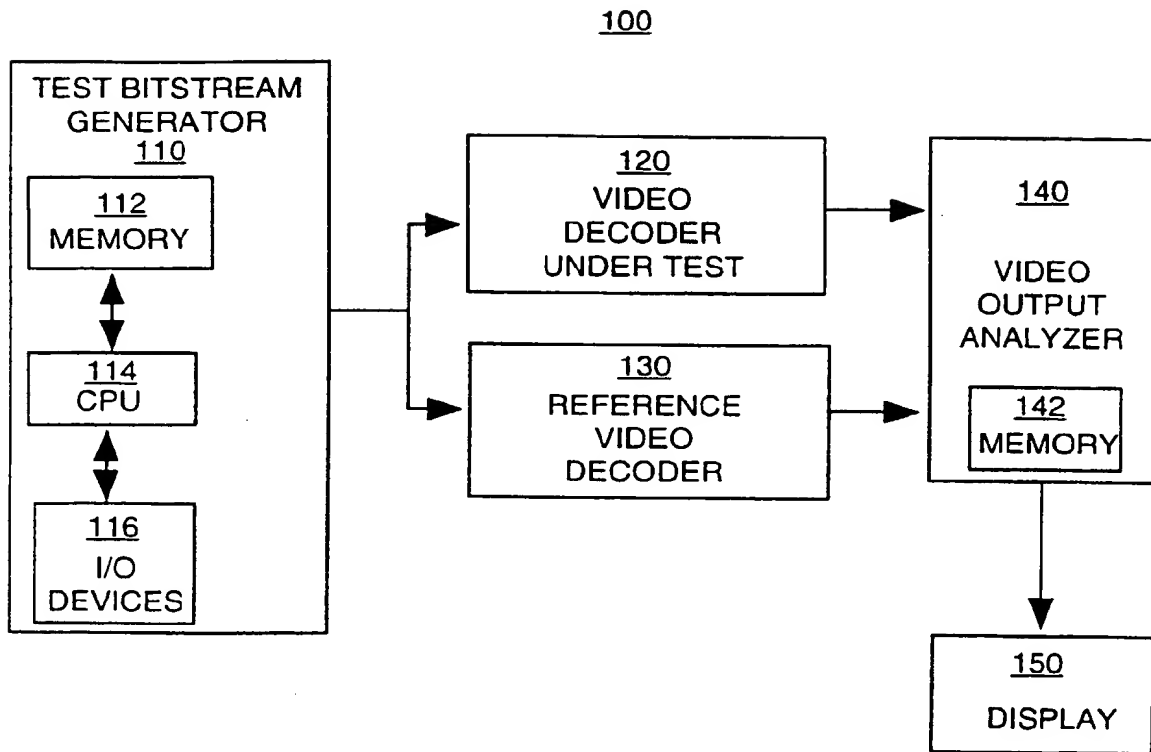 100
TEST BITSTREAM
GENERATOR
110
112
MEMORY
114
CPU
116
I/O
DEVICES
120
VIDEO
DECODER
UNDER TEST
130
REFERENCE
VIDEO
DECODER
140
VIDEO
OUTPUT
ANALYZER
142
MEMORY
150
DISPLAY